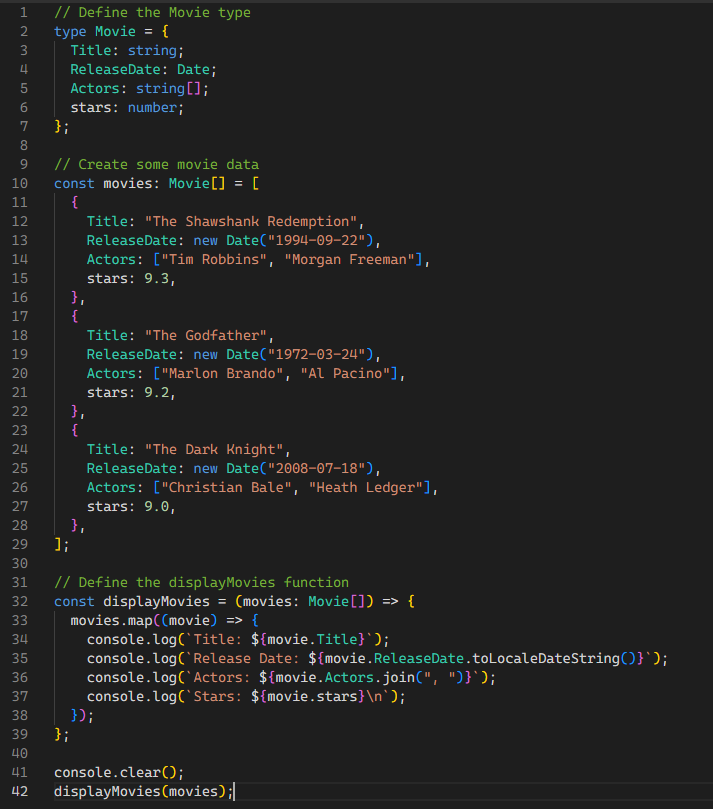 1 // Define the Movie type
2 type Movie = {
3   Title: string;
4   ReleaseDate: Date;
5   Actors: string[];
6   stars: number;
7 };
8
9 // Create some movie data
10 const movies: Movie[] = [
11   {
12     Title: "The Shawshank Redemption",
13     ReleaseDate: new Date("1994-09-22"),
14     Actors: ["Tim Robbins", "Morgan Freeman"],
15     stars: 9.3,
16   },
17   {
18     Title: "The Godfather",
19     ReleaseDate: new Date("1972-03-24"),
20     Actors: ["Marlon Brando", "Al Pacino"],
21     stars: 9.2,
22   },
23   {
24     Title: "The Dark Knight",
25     ReleaseDate: new Date("2008-07-18"),
26     Actors: ["Christian Bale", "Heath Ledger"],
27     stars: 9.0,
28   },
29 ];
30
31 // Define the displayMovies function
32 const displayMovies = (movies: Movie[]) => {
33   movies.map((movie) => {
34     console.log(`Title: ${movie.Title}`);
35     console.log(`Release Date: ${movie.ReleaseDate.toLocaleDateString()}`);
36     console.log(`Actors: ${movie.Actors.join(", ")}`);
37     console.log(`Stars: ${movie.stars}\n`);
38   });
39 };
40
41 console.clear();
42 displayMovies(movies);